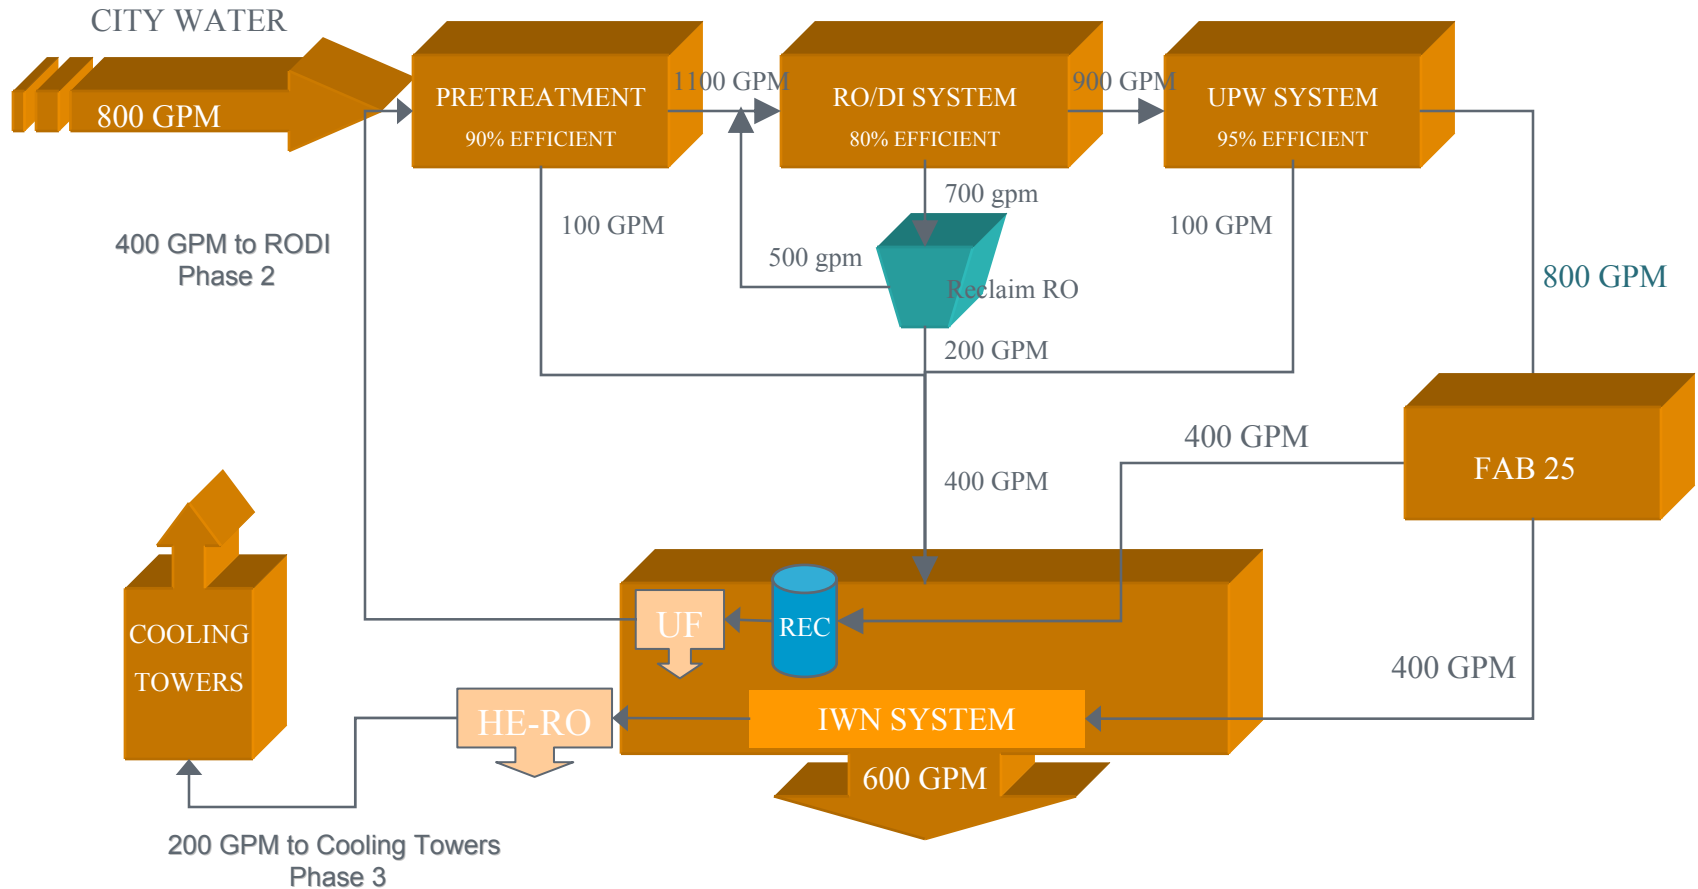 CITY WATER
800 GPM
PRETREATMENT
90% EFFICIENT
1100 GPM
RO/DI SYSTEM
80% EFFICIENT
900 GPM
UPW SYSTEM
95% EFFICIENT
400 GPM to RODI
Phase 2
100 GPM
700 gpm
500 gpm
Reclaim RO
200 GPM
100 GPM
800 GPM
400 GPM
400 GPM
FAB 25
COOLING
TOWERS
UF
REC
400 GPM
HE-RO
IWN SYSTEM
600 GPM
200 GPM to Cooling Towers
Phase 3